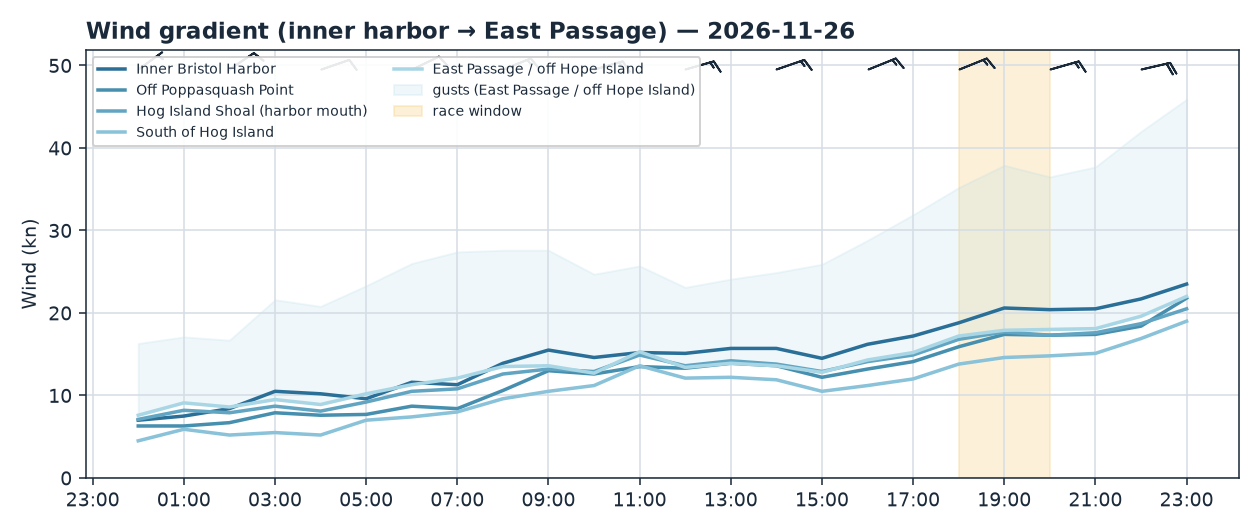 Wind gradient (inner harbor → East Passage) — 2026-11-26
Wind (kn)
50
40
30
20
10
0
Inner Bristol Harbor
Off Poppasquash Point
Hog Island Shoal (harbor mouth)
South of Hog Island
East Passage / off Hope Island
gusts (East Passage / off Hope Island)
race window
23:00 01:00 03:00 05:00 07:00 09:00 11:00 13:00 15:00 17:00 19:00 21:00 23:00